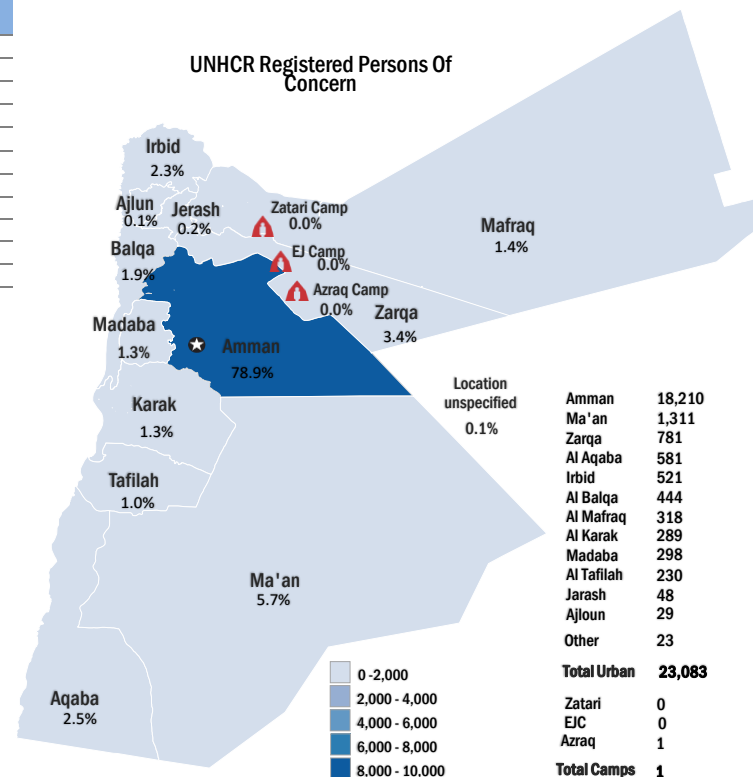 UNHCR Registered Persons Of
Concern
Irbid
2.3%
Ajlun
0.1%
Jerash
0.2%
Zatari Camp
0.0%
Mafraq
1.4%
Balqa
1.9%
EJ Camp
0.0%
Azraq Camp
0.0%
Zarqa
3.4%
Madaba
1.3%
Amman
78.9%
Karak
1.3%
Location
unspecified
0.1%
Tafilah
1.0%
Ma'an
5.7%
Aqaba
2.5%
0 -2,000
2,000 - 4,000
4,000 - 6,000
6,000 - 8,000
8,000 - 10,000
Amman 18,210
Ma'an 1,311
Zarqa 781
Al Aqaba 581
Irbid 521
Al Balqa 444
Al Mafraq 318
Al Karak 289
Madaba 298
Al Tafilah 230
Jarash 48
Ajloun 29
Other 23
Total Urban 23,083
Zatari 0
EJC 0
Azraq 1
Total Camps 1